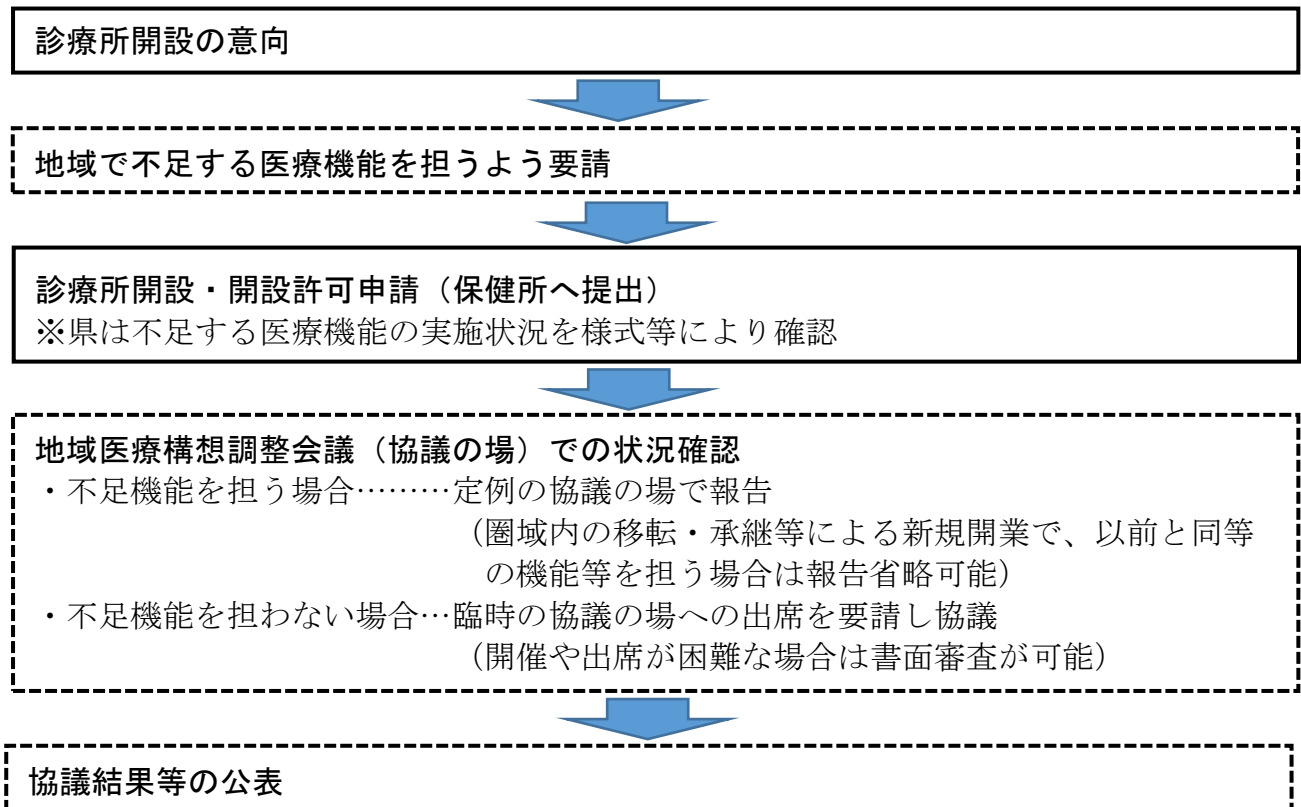 診療所開設の意向
地域で不足する医療機能を担うよう要請
診療所開設・開設許可申請（保健所へ提出）
※県は不足する医療機能の実施状況を様式等により確認
地域医療構想調整会議（協議の場）での状況確認
・不足機能を担う場合………定例の協議の場で報告
（圏域内の移転・承継等による新規開業で、以前と同等
の機能等を担う場合は報告省略可能）
・不足機能を担わない場合…臨時の協議の場への出席を要請し協議
（開催や出席が困難な場合は書面審査が可能）
協議結果等の公表